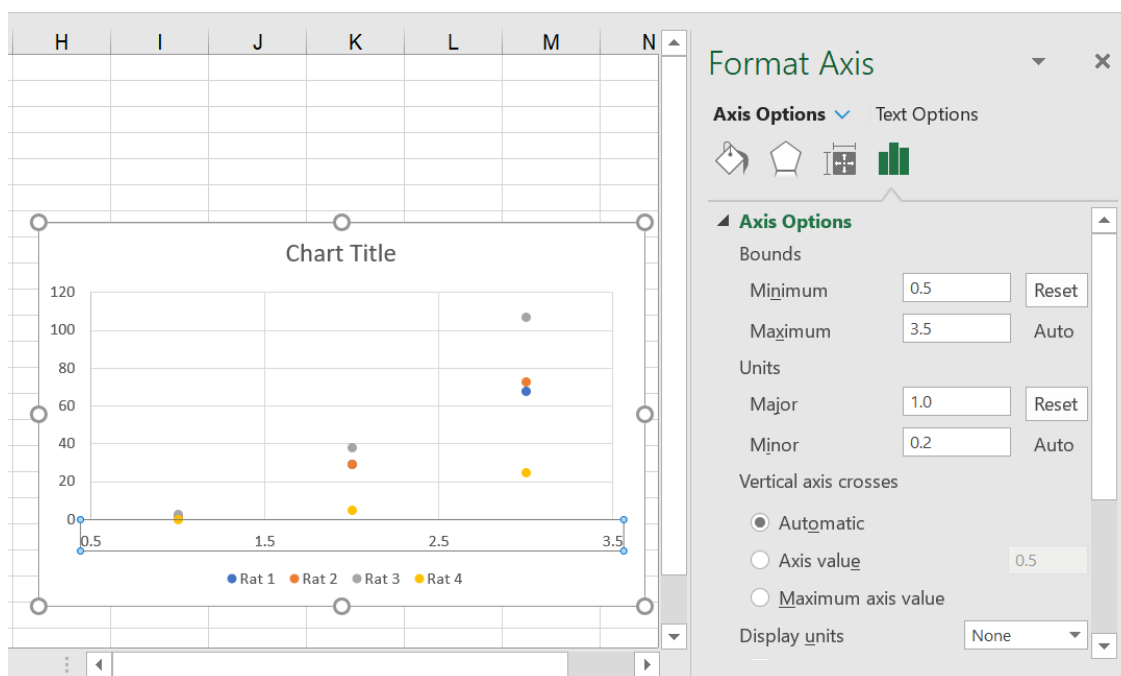 H I J K L M N
Chart Title
120
100
80
60
40
20
0
0.5 1.5 2.5 3.5
Rat 1 Rat 2 Rat 3 Rat 4
Format Axis
Axis Options Text Options
Axis Options
Bounds
Minimum 0.5 Reset
Maximum 3.5 Auto
Units
Major 1.0 Reset
Minor 0.2 Auto
Vertical axis crosses
Automatic
Axis value 0.5
Maximum axis value
Display units None